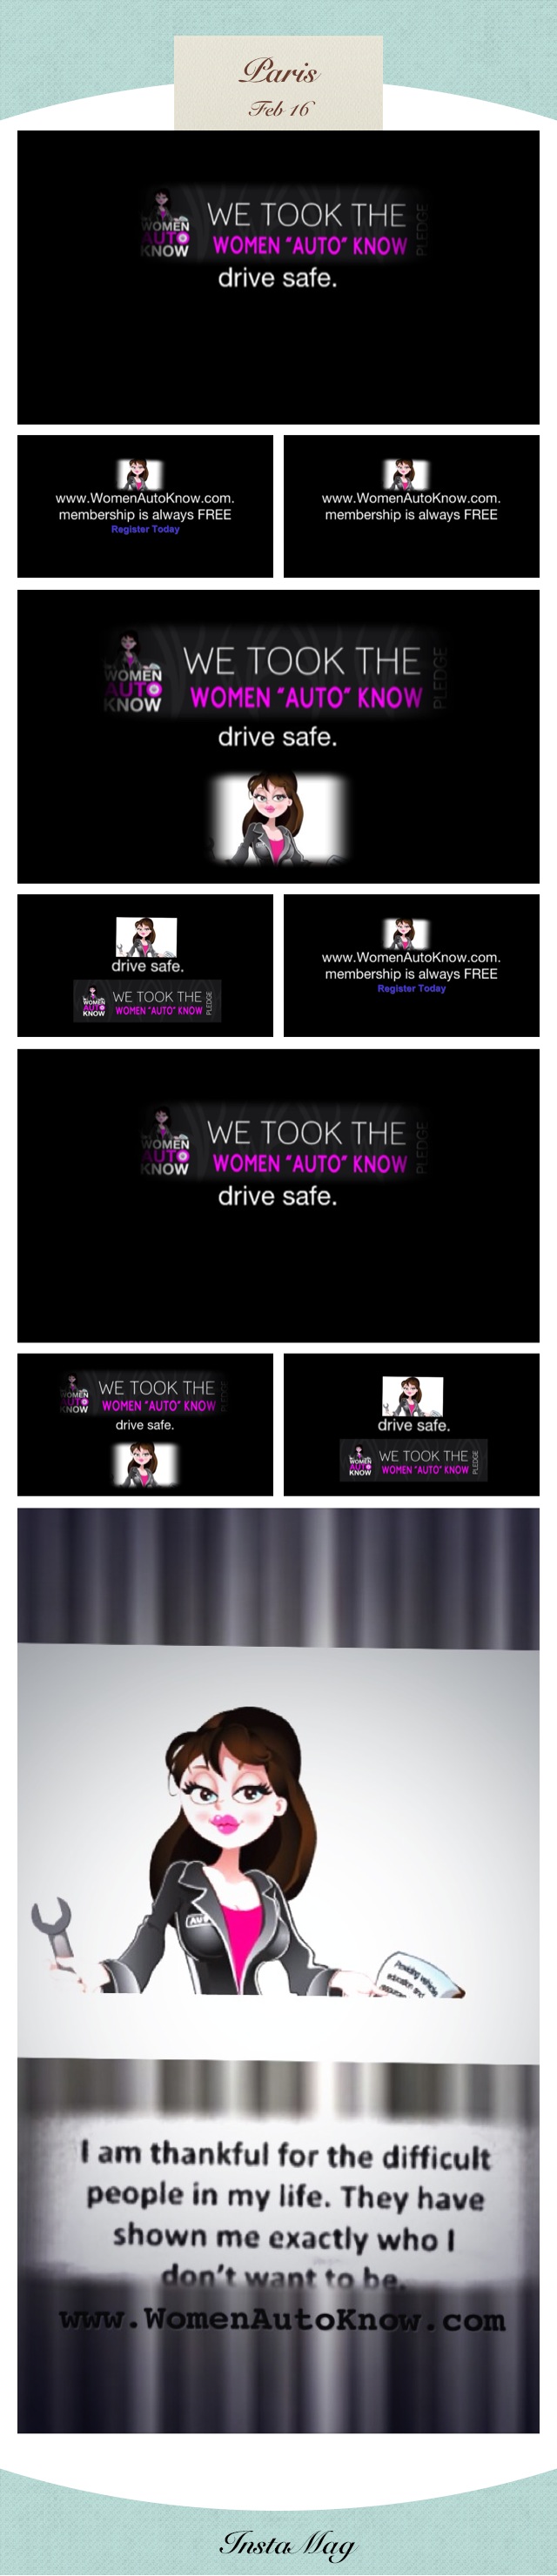 Paris
Feb 16
WOMEN
AUTO
KNOW
WE TOOK THE
WOMEN "AUTO" KNOW
PLEDGE
drive safe.
www.WomenAutoKnow.com.
membership is always FREE
Register Today
www.WomenAutoKnow.com.
membership is always FREE
WOMEN
AUTO
KNOW
WE TOOK THE
WOMEN "AUTO" KNOW
PLEDGE
drive safe.
drive safe.
WOMEN
AUTO
KNOW
WE TOOK THE
WOMEN "AUTO" KNOW
PLEDGE
www.WomenAutoKnow.com.
membership is always FREE
Register Today
WOMEN
AUTO
KNOW
WE TOOK THE
WOMEN "AUTO" KNOW
PLEDGE
drive safe.
WOMEN
AUTO
KNOW
WE TOOK THE
WOMEN "AUTO" KNOW
PLEDGE
drive safe.
drive safe.
WOMEN
AUTO
KNOW
WE TOOK THE
WOMEN "AUTO" KNOW
PLEDGE
AU
Providing vehicle
education and
I am thankful for the difficult
people in my life. They have
shown me exactly who I
don't want to be.
www.WomenAutoKnow.com
InstaMag